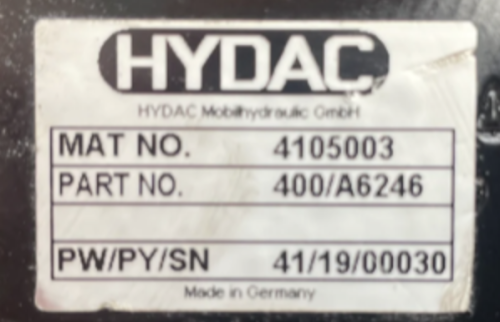 HYDAC
HYDAC Mobilhydraulic GmbH
MAT NO. 4105003
PART NO. 400/A6246
PW/PY/SN 41/19/00030
Made in Germany